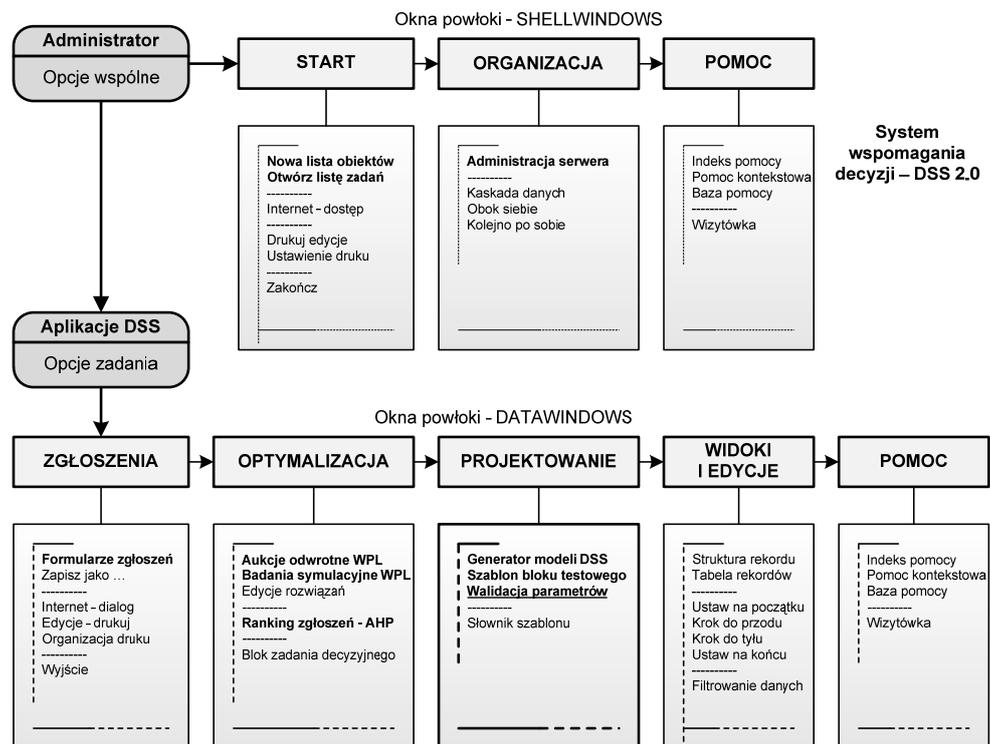 Okna powłoki - SHELLWINDOWS
Administrator
Opcje wspólne
START
ORGANIZACJA
POMOC
System
wspomagania
decyzji – DSS 2.0
Nowa lista obiektów
Otwórz listę zadań
----------
Internet – dostęp
----------
Drukuj edycje
Ustawienie druku
----------
Zakończ
Administracja serwera
----------
Kaskada danych
Obok siebie
Kolejno po sobie
Indeks pomocy
Pomoc kontekstowa
Baza pomocy
----------
Wizytówka
Aplikacje DSS
Opcje zadania
Okna powłoki - DATAWINDOWS
ZGŁOSZENIA
OPTYMALIZACJA
PROJEKTOWANIE
WIDOKI
I EDYCJE
POMOC
Formularze zgłoszeń
Zapisz jako ...
----------
Internet – dialog
Edycje – drukuj
Organizacja druku
----------
Wyjście
Aukcje odwrotne WPL
Badania symulacyjne WPL
Edycje rozwiązań
----------
Ranking zgłoszeń - AHP
----------
Blok zadania decyzyjnego
Generator modeli DSS
Szablon bloku testowego
Walidacja parametrów
----------
Słownik szablonu
Struktura rekordu
Tabela rekordów
----------
Ustaw na początku
Krok do przodu
Krok do tyłu
Ustaw na końcu
----------
Filtrowanie danych
Indeks pomocy
Pomoc kontekstowa
Baza pomocy
----------
Wizytówka